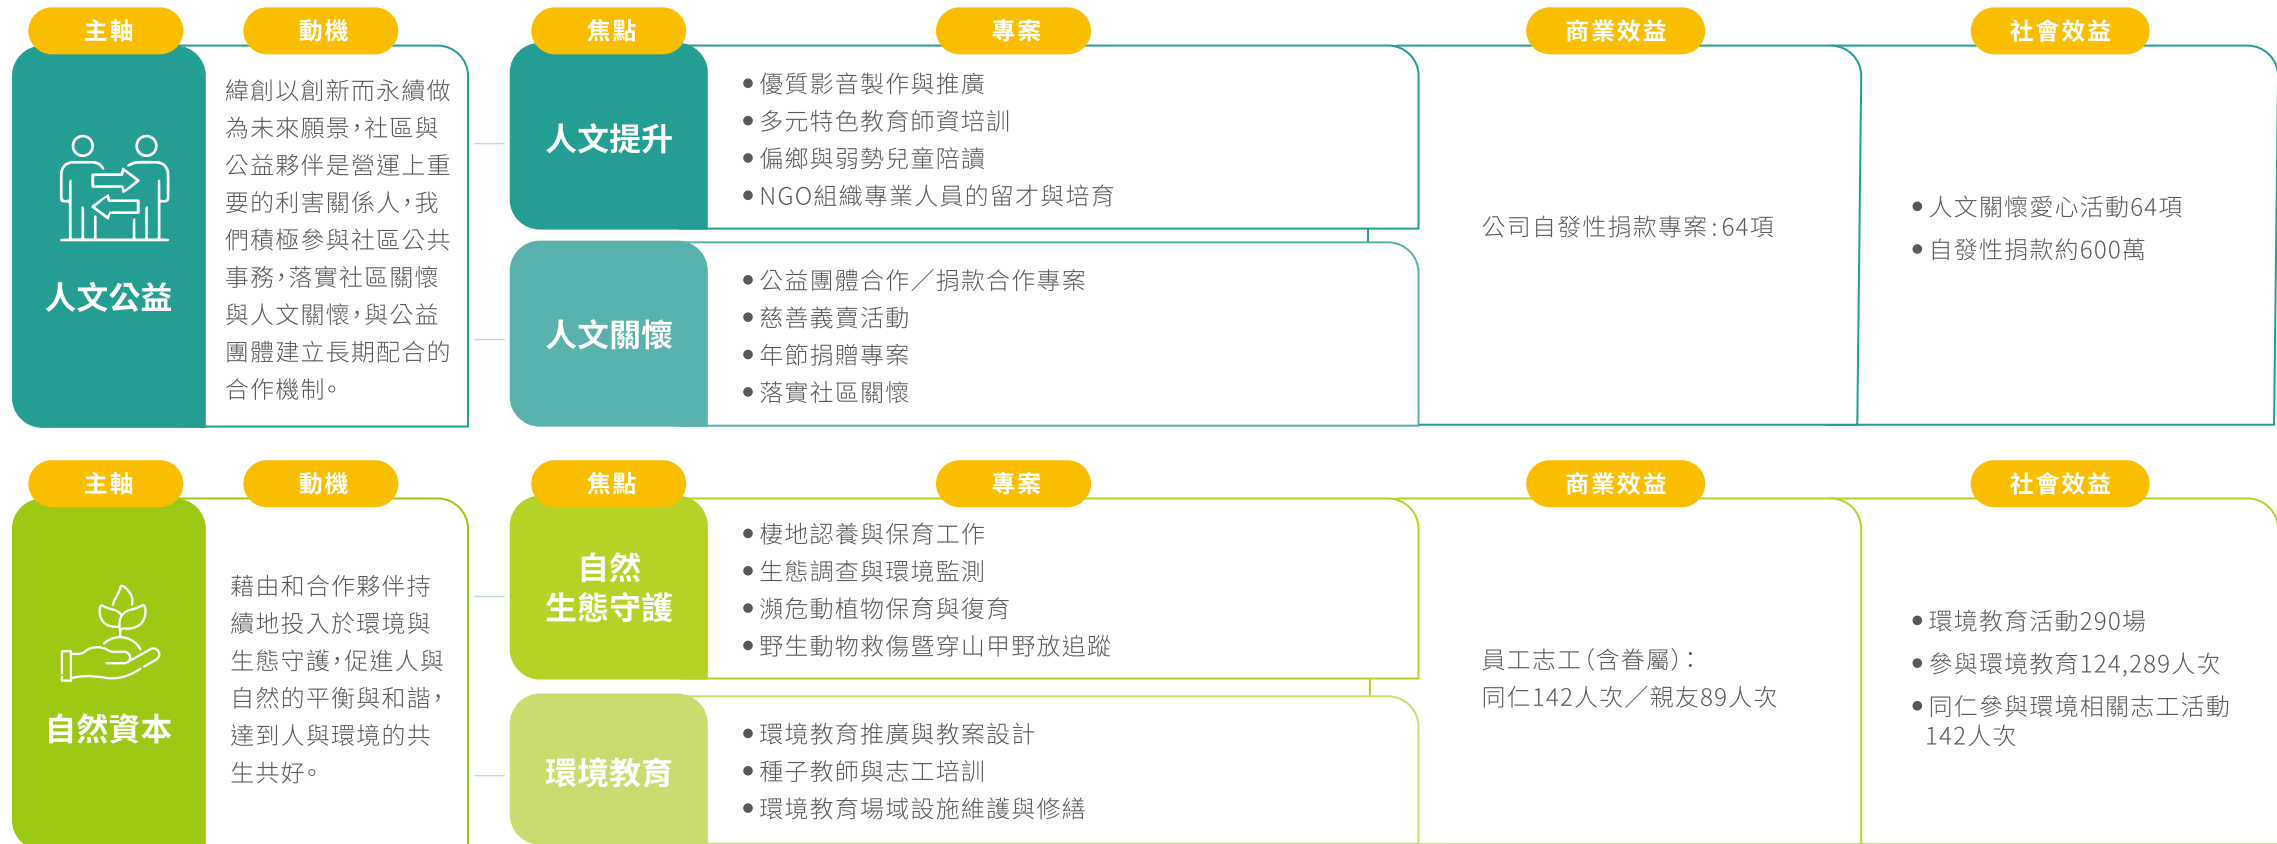 主軸
動機
焦點
專案
商業效益
社會效益
人文公益
緯創以創新而永續做
為未來願景，社區與
公益夥伴是營運上重
要的利害關係人，我
們積極參與社區公共
事務，落實社區關懷
與人文關懷，與公益
團體建立長期配合的
合作機制。
人文提升
•優質影音製作與推廣
•多元特色教育師資培訓
•偏鄉與弱勢兒童陪讀
•NGO組織專業人員的留才與培育
人文關懷
•公益團體合作／捐款合作專案
•慈善義賣活動
•年節捐贈專案
•落實社區關懷
公司自發性捐款專案：64項
•人文關懷愛心活動64項
•自發性捐款約600萬
主軸
動機
焦點
專案
商業效益
社會效益
自然資本
藉由和合作夥伴持
續地投入於環境與
生態守護，促進人與
自然的平衡與和諧，
達到人與環境的共
生共好。
自然
生態守護
•棲地認養與保育工作
•生態調查與環境監測
•瀕危動植物保育與復育
•野生動物救傷暨穿山甲野放追蹤
環境教育
•環境教育推廣與教案設計
•種子教師與志工培訓
•環境教育場域設施維護與修繕
員工志工（含眷屬）：
同仁142人次／親友89人次
•環境教育活動290場
•參與環境教育124,289人次
•同仁參與環境相關志工活動
142人次